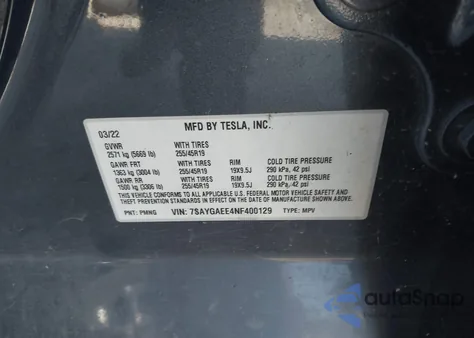 MFD BY TESLA, INC.
03/22
GVWR WITH TIRES
2571 kg (5669 lb) 255/45R19
GAWR FRT WITH TIRES RIM COLD TIRE PRESSURE
1363 kg (3004 lb) 255/45R19 19X9.5J 290 kPa, 42 psi
GAWR RR WITH TIRES RIM COLD TIRE PRESSURE
1500 kg (3306 lb) 255/45R19 19X9.5J 290 kPa, 42 psi
THIS VEHICLE CONFORMS TO ALL APPLICABLE U.S. FEDERAL MOTOR VEHICLE SAFETY AND
THEFT PREVENTION STANDARDS IN EFFECT ON THE DATE OF MANUFACTURE SHOWN ABOVE.
PNT: PMNG VIN: 7SAYGAEE4NF400129 TYPE: MPV
autoSnap